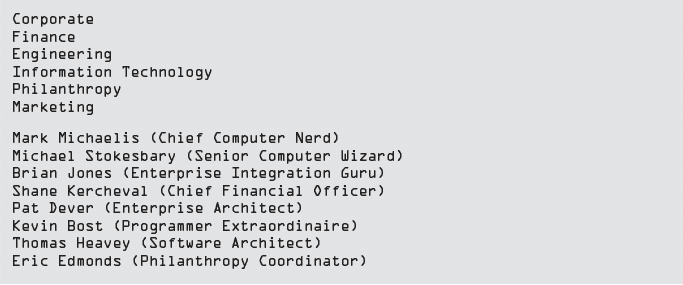 Corporate
Finance
Engineering
Information Technology
Philanthropy
Marketing
Mark Michaelis (Chief Computer Nerd)
Michael Stokesbary (Senior Computer Wizard)
Brian Jones (Enterprise Integration Guru)
Shane Kercheval (Chief Financial Officer)
Pat Dever (Enterprise Architect)
Kevin Bost (Programmer Extraordinaire)
Thomas Heavey (Software Architect)
Eric Edmonds (Philanthropy Coordinator)